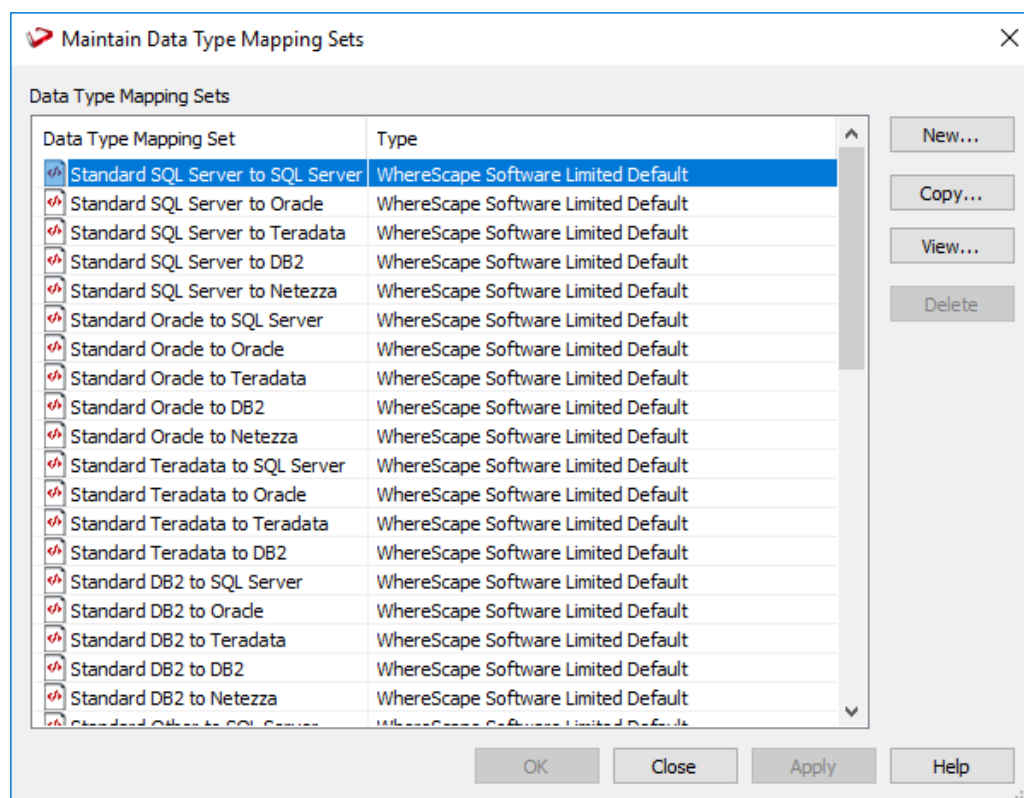 Maintain Data Type Mapping Sets
Data Type Mapping Sets
Data Type Mapping Set Type
Standard SQL Server to SQL Server WhereScape Software Limited Default
Standard SQL Server to Oracle WhereScape Software Limited Default
Standard SQL Server to Teradata WhereScape Software Limited Default
Standard SQL Server to DB2 WhereScape Software Limited Default
Standard SQL Server to Netezza WhereScape Software Limited Default
Standard Oracle to SQL Server WhereScape Software Limited Default
Standard Oracle to Oracle WhereScape Software Limited Default
Standard Oracle to Teradata WhereScape Software Limited Default
Standard Oracle to DB2 WhereScape Software Limited Default
Standard Oracle to Netezza WhereScape Software Limited Default
Standard Teradata to SQL Server WhereScape Software Limited Default
Standard Teradata to Oracle WhereScape Software Limited Default
Standard Teradata to Teradata WhereScape Software Limited Default
Standard Teradata to DB2 WhereScape Software Limited Default
Standard DB2 to SQL Server WhereScape Software Limited Default
Standard DB2 to Oracle WhereScape Software Limited Default
Standard DB2 to Teradata WhereScape Software Limited Default
Standard DB2 to DB2 WhereScape Software Limited Default
Standard DB2 to Netezza WhereScape Software Limited Default
Standard Other to SQL Server WhereScape Software Limited Default
New...
Copy...
View...
Delete
OK Close Apply Help